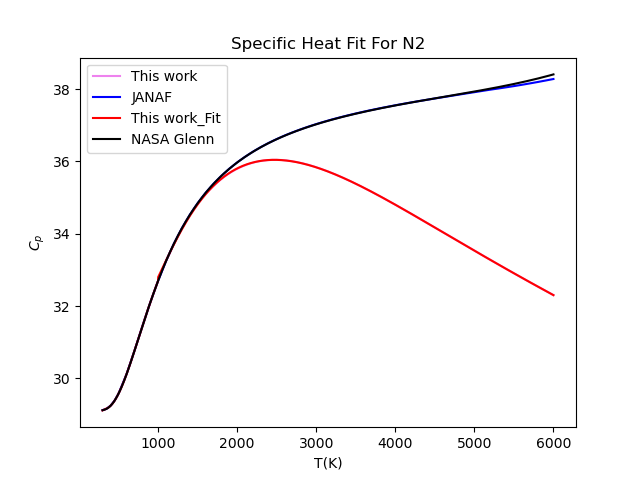 Specific Heat Fit For N2
This work
JANAF
This work_Fit
NASA Glenn
38
36
34
32
30
C_p
1000 2000 3000 4000 5000 6000
T(K)